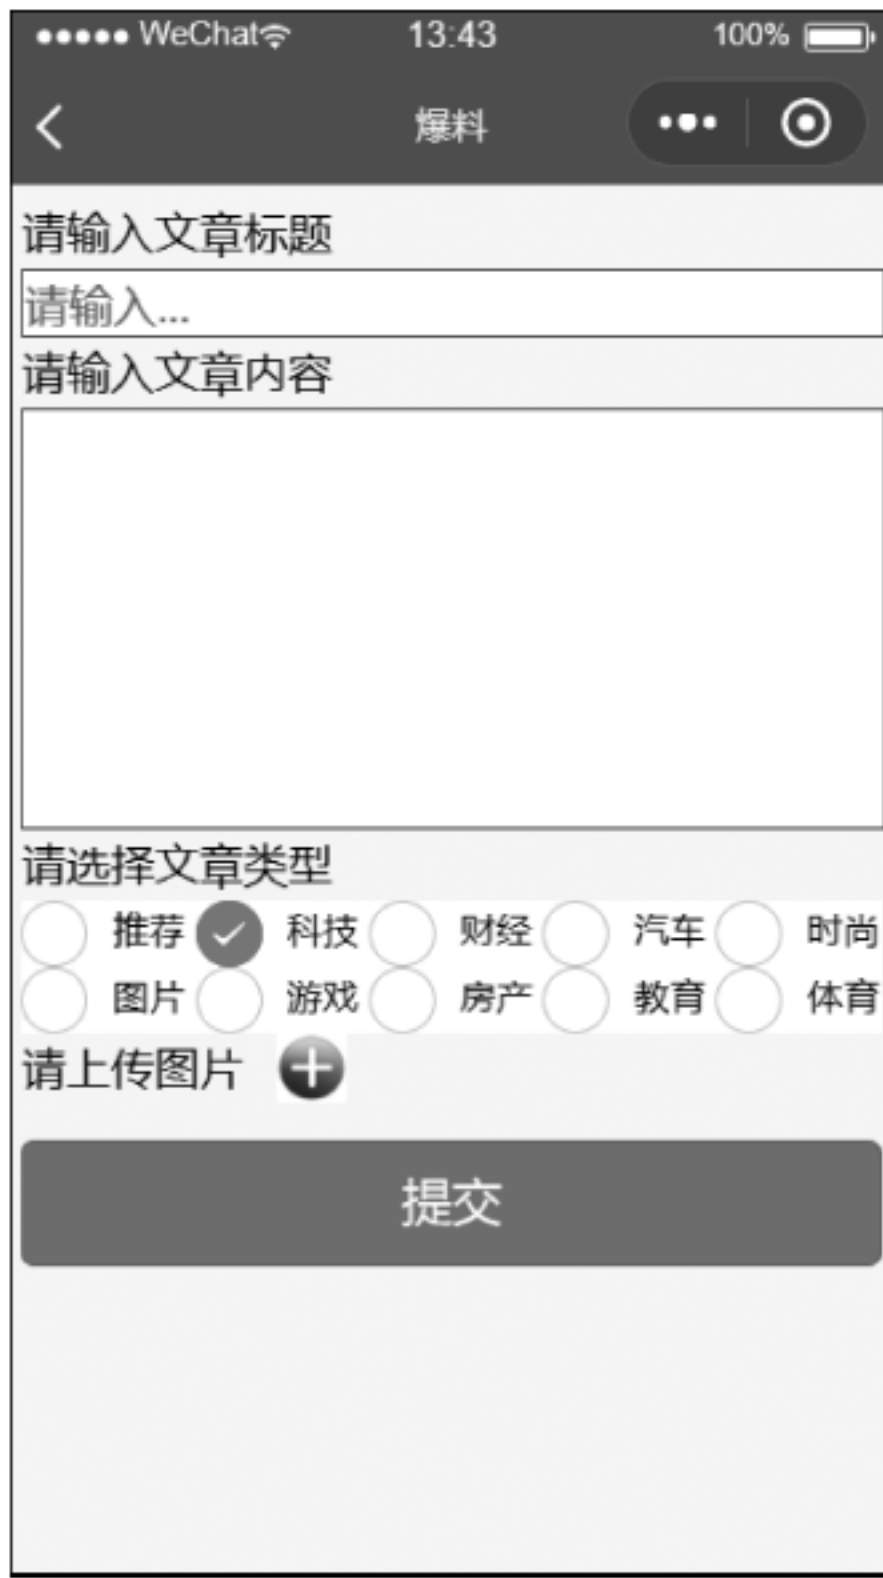 WeChat 13:43 100%
爆料
请输入文章标题
请输入...
请输入文章内容
请选择文章类型
推荐 科技 财经 汽车 时尚
图片 游戏 房产 教育 体育
请上传图片
提交